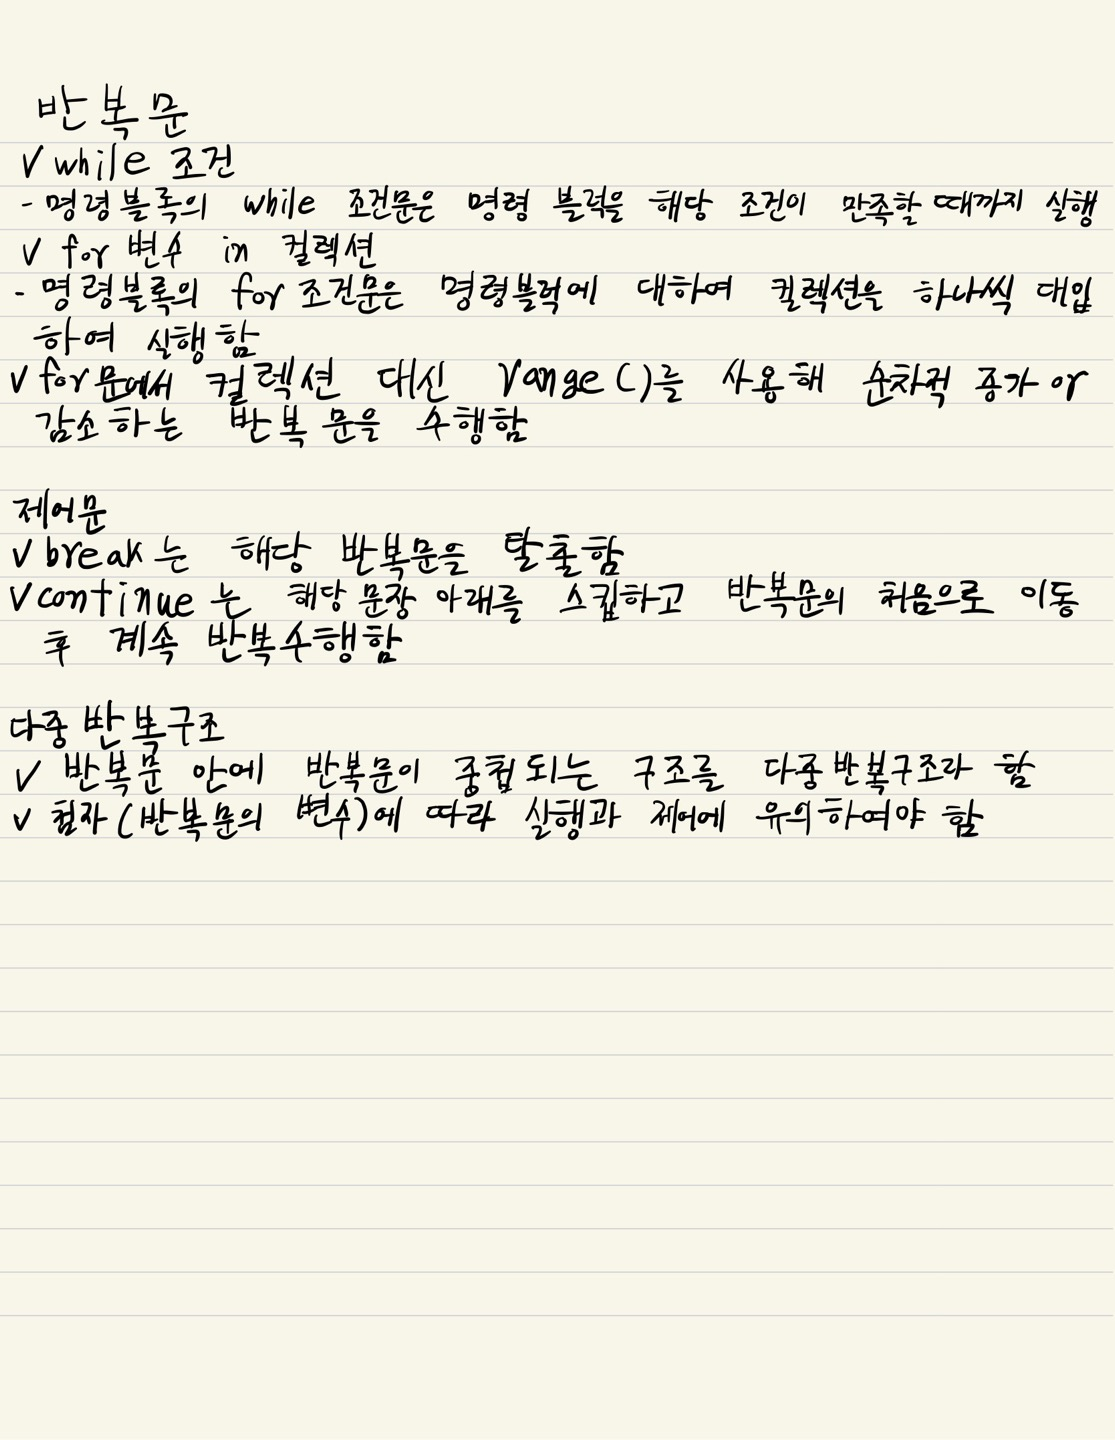 반복문
✓ while 조건
- 명령블록의 while 조건문은 명령 블럭을 해당 조건이 만족할 때까지 실행
✓ for 변수 in 컬렉션
- 명령블록의 for 조건문은 명령블럭에 대하여 컬렉션을 하나씩 대입
하여 실행함
✓ for문에서 컬렉션 대신 range()를 사용해 순차적 증가 or
감소하는 반복문을 수행함
제어문
✓ break는 해당 반복문을 탈출함
✓ continue는 해당 문장 아래를 스킵하고 반복문의 처음으로 이동
후 계속 반복수행함
다중 반복구조
✓ 반복문 안에 반복문이 중첩되는 구조를 다중반복구조라 함
✓ 첨자(반복문의 변수)에 따라 실행과 제어에 유의하여야 함